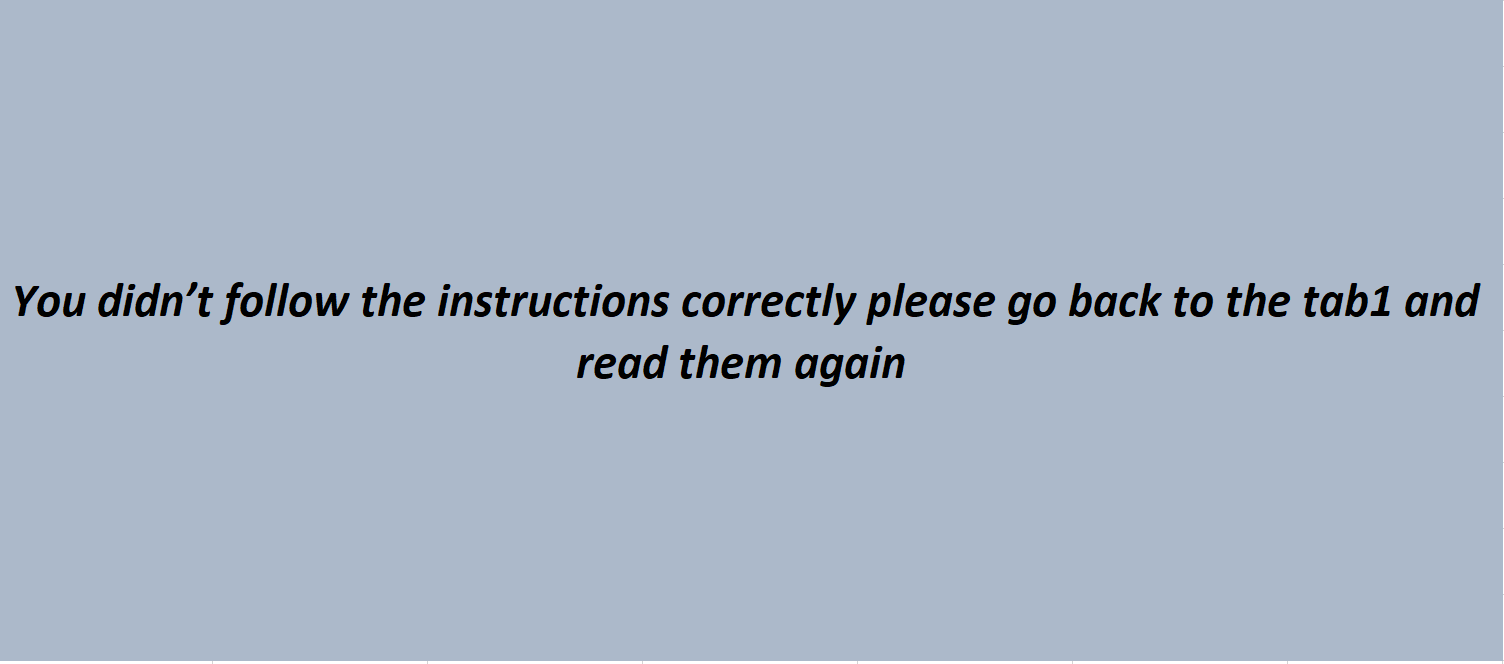 You didn’t follow the instructions correctly please go back to the tab1 and
read them again